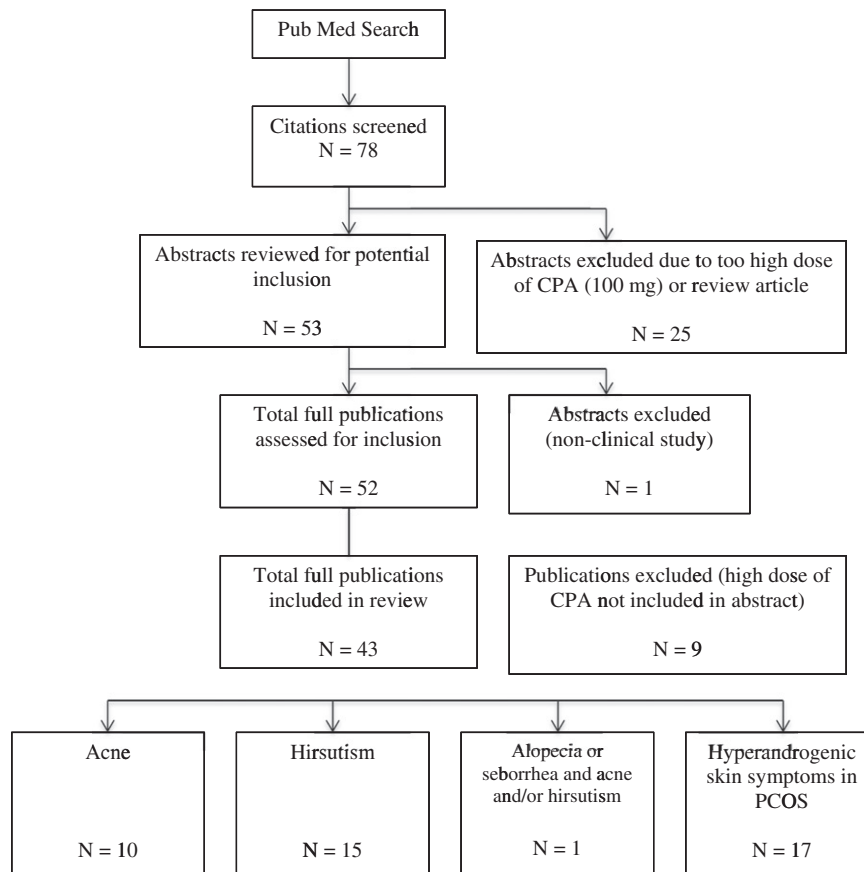 Pub Med Search
Citations screened
N = 78
Abstracts reviewed for potential
inclusion
N = 53
Abstracts excluded due to too high dose
of CPA (100 mg) or review article
N = 25
Total full publications
assessed for inclusion
N = 52
Abstracts excluded
(non-clinical study)
N = 1
Total full publications
included in review
N = 43
Publications excluded (high dose of
CPA not included in abstract)
N = 9
Acne
N = 10
Hirsutism
N = 15
Alopecia or
seborrhea and acne
and/or hirsutism
N = 1
Hyperandrogenic
skin symptoms in
PCOS
N = 17